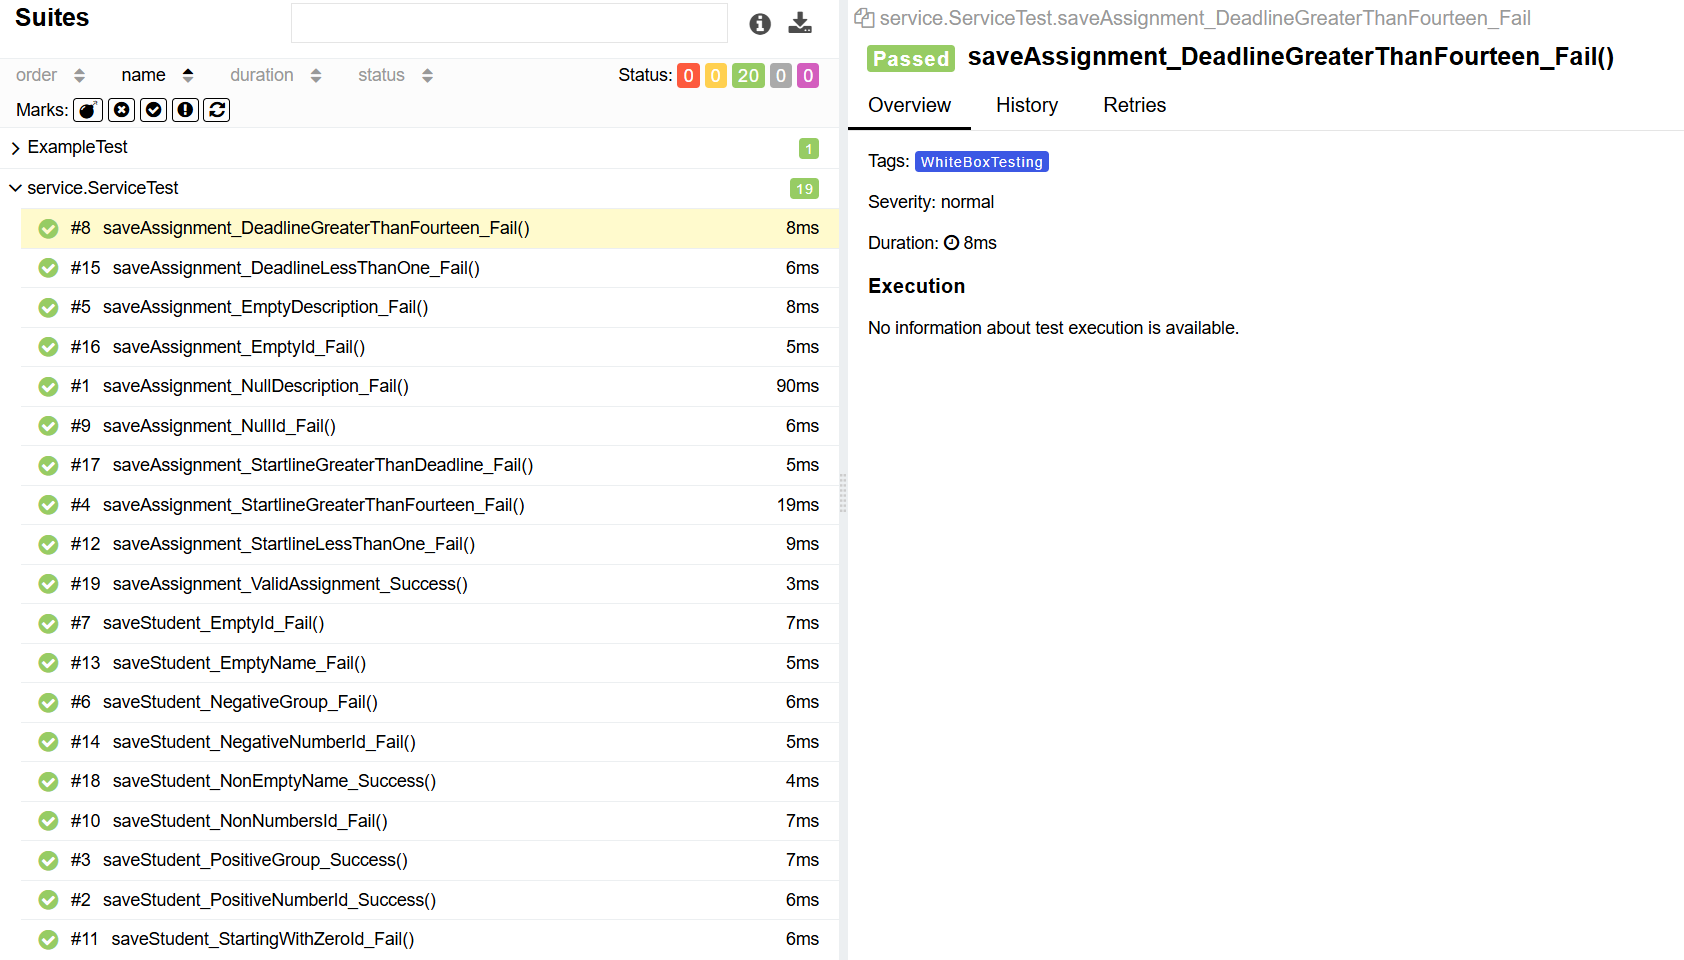 Suites
order name duration status Status: 0 0 20 0 0
Marks:
ExampleTest 1
service.ServiceTest 19
#8 saveAssignment_DeadlineGreaterThanFourteen_Fail() 8ms
#15 saveAssignment_DeadlineLessThanOne_Fail() 6ms
#5 saveAssignment_EmptyDescription_Fail() 8ms
#16 saveAssignment_EmptyId_Fail() 5ms
#1 saveAssignment_NullDescription_Fail() 90ms
#9 saveAssignment_NullId_Fail() 6ms
#17 saveAssignment_StartlineGreaterThanDeadline_Fail() 5ms
#4 saveAssignment_StartlineGreaterThanFourteen_Fail() 19ms
#12 saveAssignment_StartlineLessThanOne_Fail() 9ms
#19 saveAssignment_ValidAssignment_Success() 3ms
#7 saveStudent_EmptyId_Fail() 7ms
#13 saveStudent_EmptyName_Fail() 5ms
#6 saveStudent_NegativeGroup_Fail() 6ms
#14 saveStudent_NegativeNumberId_Fail() 5ms
#18 saveStudent_NonEmptyName_Success() 4ms
#10 saveStudent_NonNumbersId_Fail() 7ms
#3 saveStudent_PositiveGroup_Success() 7ms
#2 saveStudent_PositiveNumberId_Success() 6ms
#11 saveStudent_StartingWithZeroId_Fail() 6ms
service.ServiceTest.saveAssignment_DeadlineGreaterThanFourteen_Fail
Passed saveAssignment_DeadlineGreaterThanFourteen_Fail()
Overview History Retries
Tags: WhiteBoxTesting
Severity: normal
Duration: 8ms
Execution
No information about test execution is available.